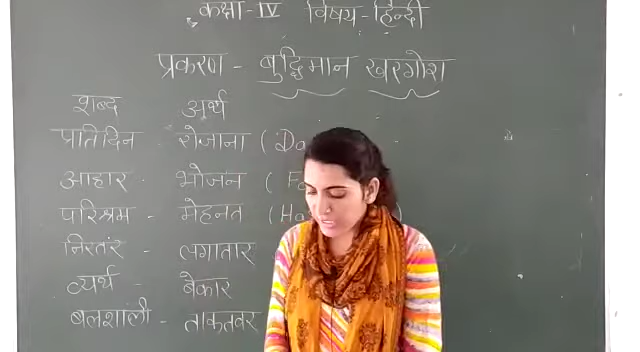 कक्षा - IV विषय - हिन्दी
प्रकरण - बुद्धिमान खरगोश
शब्द अर्थ
प्रतिदिन - रोजाना (Da
आहार - भोजन (F
परिश्रम - मेहनत (Ha )
निरतंर - लगातार
व्यर्थ - बेकार
बलशाली - ताकतवर